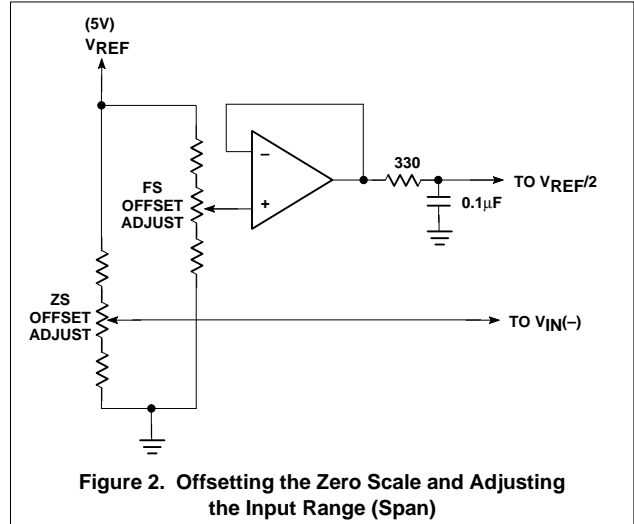 (5V)
VREF
FS
OFFSET
ADJUST
−
+
330
0.1µF
TO VREF/2
ZS
OFFSET
ADJUST
TO VIN(–)
Figure 2. Offsetting the Zero Scale and Adjusting
the Input Range (Span)